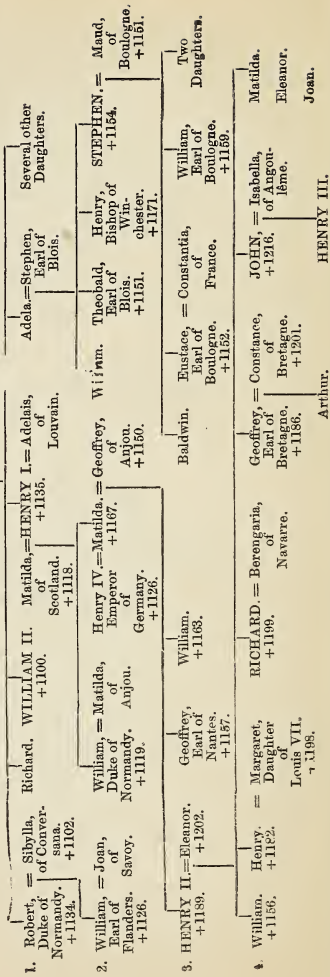 1. Robert, = Sibylla,
Duke of of Conver-
Normandy. sana.
+1134. +1102.
Richard.
WILLIAM II.
+1100.
Matilda,=HENRY I.=Adelais,
of +1135. of
Scotland. Louvain.
+1118.
Adela.=Stephen,
Earl of
Blois.
Several other
Daughters.
2. William, = Joan,
Earl of of
Flanders. Savoy.
+1126.
William, = Matilda,
Duke of of
Normandy. Anjou.
+1119.
Henry IV.,=Matilda.=Geoffrey,
Emperor +1167. of
of Anjou.
Germany. +1150.
+1126.
William.
Theobald,
Earl of
Blois.
+1151.
Henry,
Bishop of
Win-
chester.
+1171.
STEPHEN. = Maud,
+1154. of
Boulogne.
+1151.
3. HENRY II.=Eleanor.
+1189. +1202.
Geoffrey,
Earl of
Nantes.
+1157.
William.
+1163.
Baldwin.
Eustace, = Constantia
Earl of of
Boulogne. France.
+1152.
William,
Earl of
Boulogne.
+1159.
Two
Daughters.
William.
+1156.
Henry. = Margaret,
+1182. Daughter
of
Louis VII.
1198.
RICHARD. = Berengaria,
+1199. of
Navarre.
Geoffrey, = Constance,
Earl of of
Bretagne. Bretagne.
+1186. +1201.
Arthur.
JOHN, = Isabella,
+1216. of Angou-
lême.
HENRY III.
Matilda.
Eleanor.
Joan.